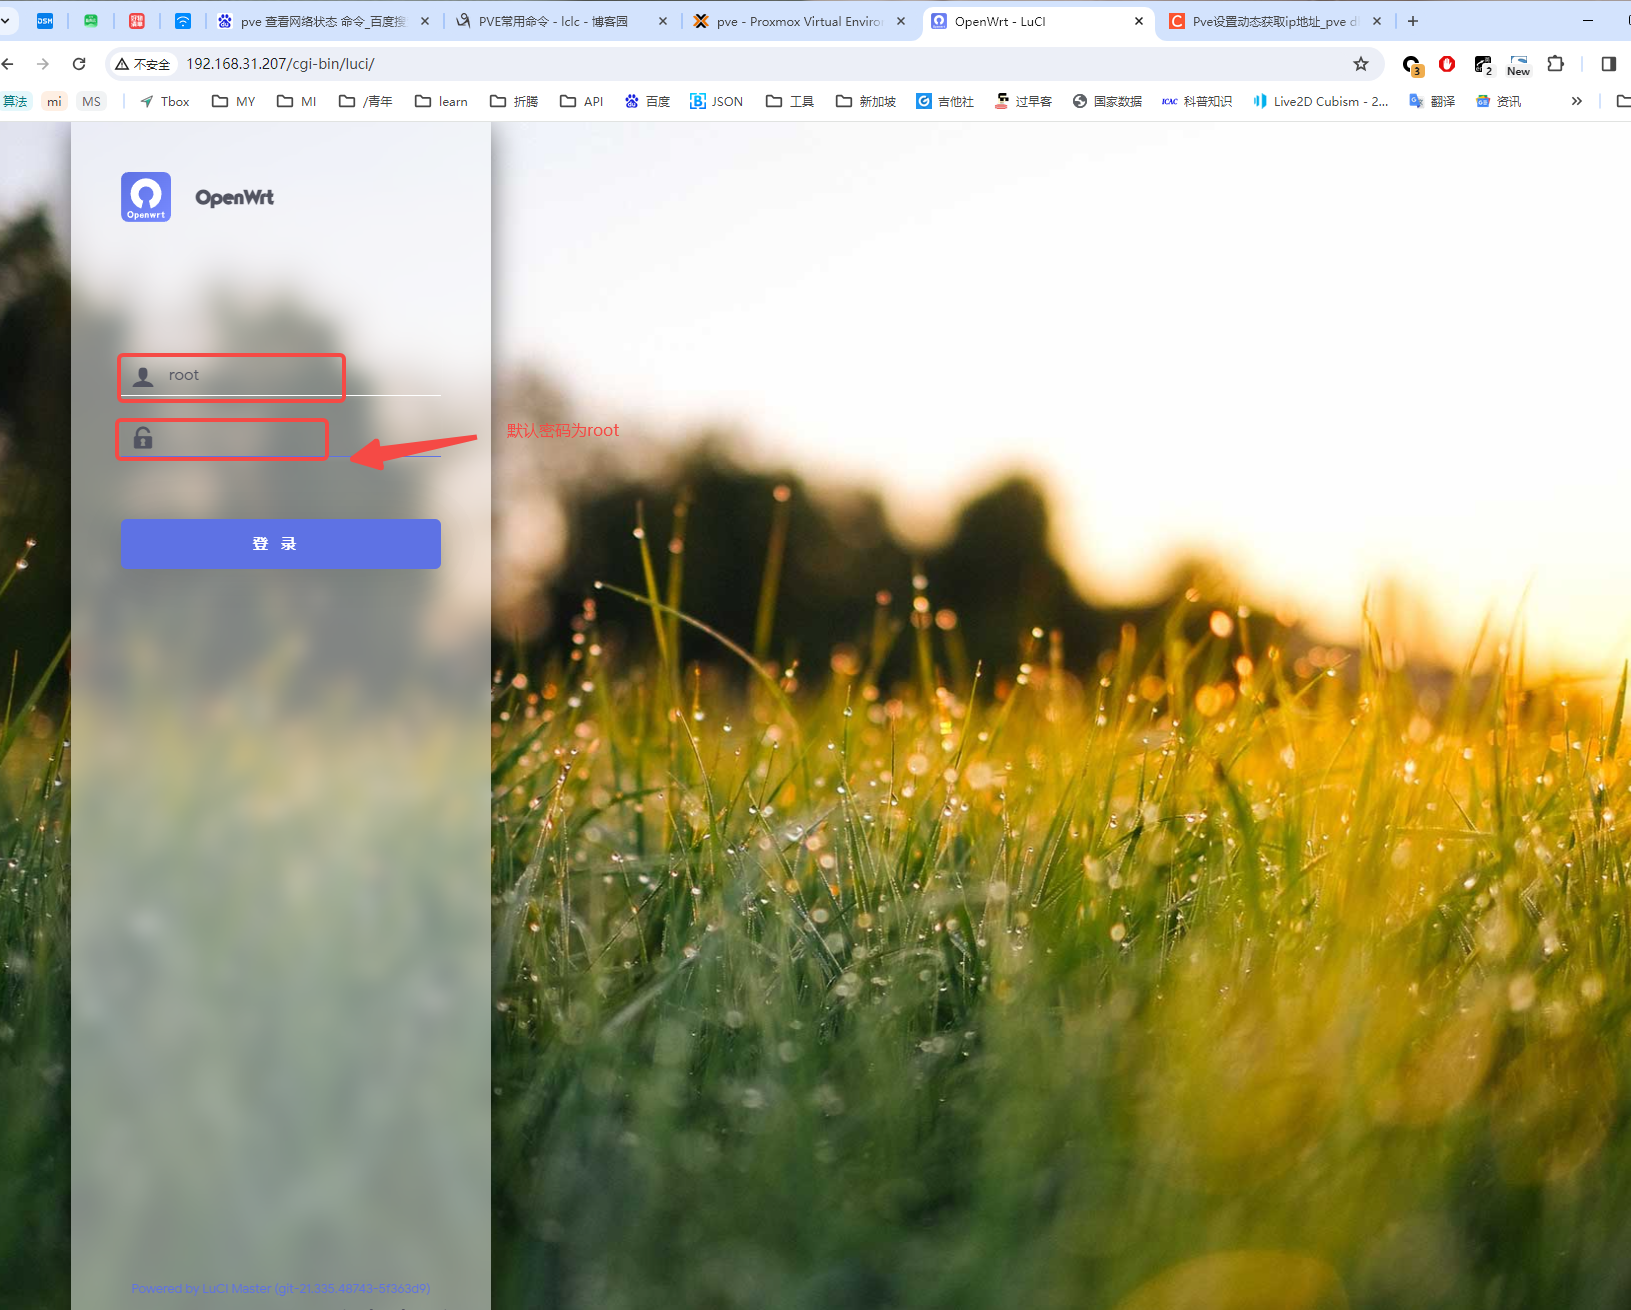 DSM
pve 查看网络状态 命令_百度搜
PVE常用命令 - lclc - 博客园
pve - Proxmox Virtual Enviro
OpenWrt - LuCI
Pve设置动态获取ip地址_pve d
不安全
192.168.31.207/cgi-bin/luci/
3
2
New
算法
mi
MS
Tbox
MY
MI
/青年
learn
折腾
API
百度
JSON
工具
新加坡
吉他社
过早客
国家数据
ICAC 科普知识
Live2D Cubism - 2...
翻译
资讯
Openwrt
OpenWrt
root
默认密码为root
登 录
Powered by LuCI Master (git-21.335.48743-5f363d9)